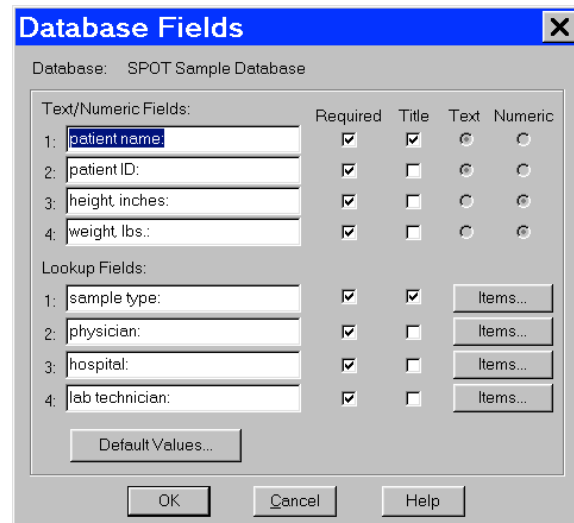 Database Fields
Database: SPOT Sample Database
Text/Numeric Fields: Required Title Text Numeric
1: patient name:
2: patient ID:
3: height, inches:
4: weight, lbs.:
Lookup Fields:
1: sample type: Items...
2: physician: Items...
3: hospital: Items...
4: lab technician: Items...
Default Values...
OK Cancel Help